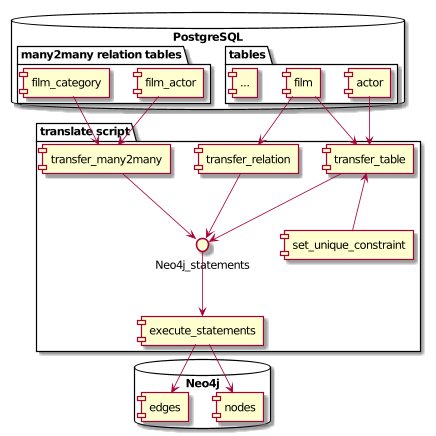 PostgreSQL
many2many relation tables
tables
film_category
film_actor
...
film
actor
translate script
transfer_many2many
transfer_relation
transfer_table
set_unique_constraint
Neo4j_statements
execute_statements
Neo4j
edges
nodes